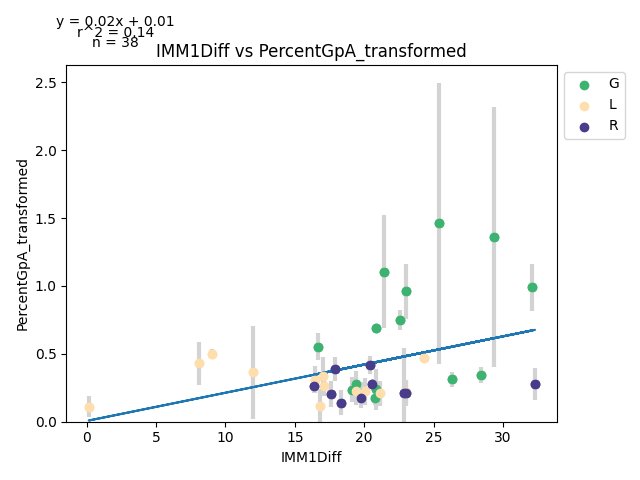 y = 0.02x + 0.01
r^2 = 0.14
n = 38
IMM1Diff vs PercentGpA_transformed
G
L
R
PercentGpA_transformed
2.5
2.0
1.5
1.0
0.5
0.0
0 5 10 15 20 25 30
IMM1Diff